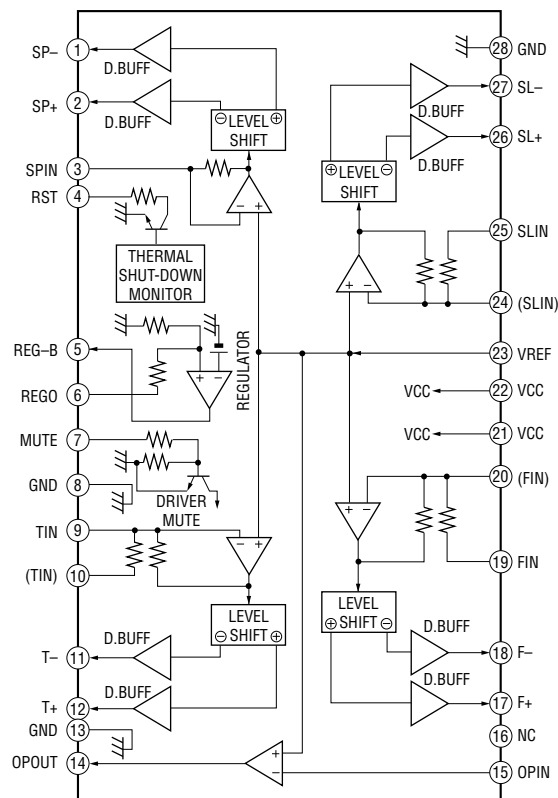 SP−
1
D.BUFF
SP+
2
D.BUFF
⊖ LEVEL ⊕
SHIFT
SPIN
3
RST
4
− +
THERMAL
SHUT-DOWN
MONITOR
REG−B
5
REGO
6
+ −
REGULATOR
MUTE
7
GND
8
DRIVER
MUTE
TIN
9
− +
(TIN)
10
LEVEL
⊖ SHIFT ⊕
T−
11
D.BUFF
T+
12
D.BUFF
GND
13
OPOUT
14
+
−
28
GND
27
SL−
D.BUFF
26
SL+
D.BUFF
⊕ LEVEL ⊖
SHIFT
25
SLIN
+ −
24
(SLIN)
23
VREF
VCC
22
VCC
VCC
21
VCC
20
(FIN)
+ −
19
FIN
LEVEL
⊕ SHIFT ⊖
D.BUFF
18
F−
D.BUFF
17
F+
16
NC
15
OPIN